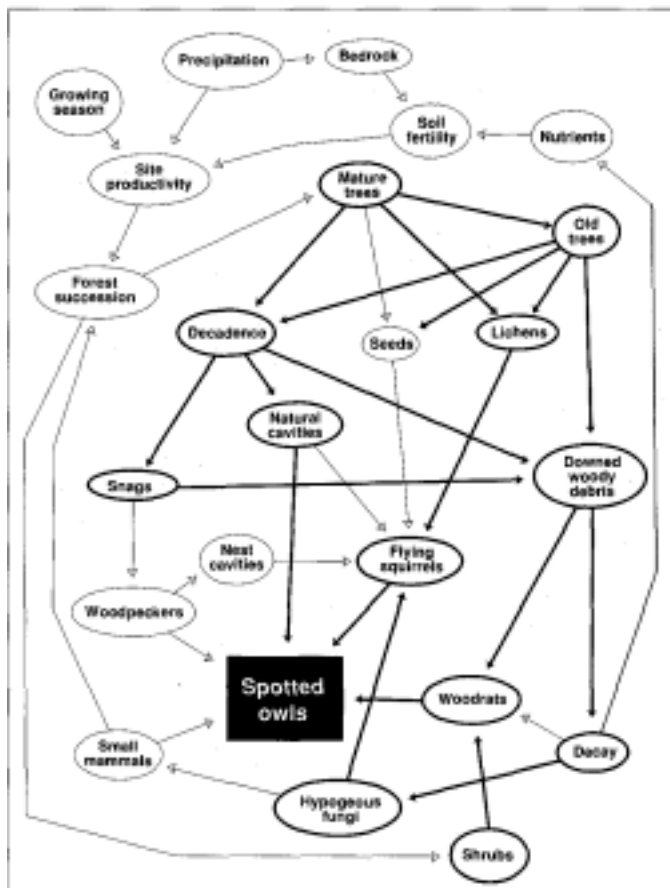 Precipitation
Bedrock
Growing
season
Soil
fertility
Nutrients
Site
productivity
Mature
trees
Old
trees
Forest
succession
Decadence
Seeds
Lichens
Natural
cavities
Snags
Downed
woody
debris
Nest
cavities
Flying
squirrels
Woodpeckers
Spotted
owls
Woodrats
Small
mammals
Decay
Hypogeous
fungi
Shrubs